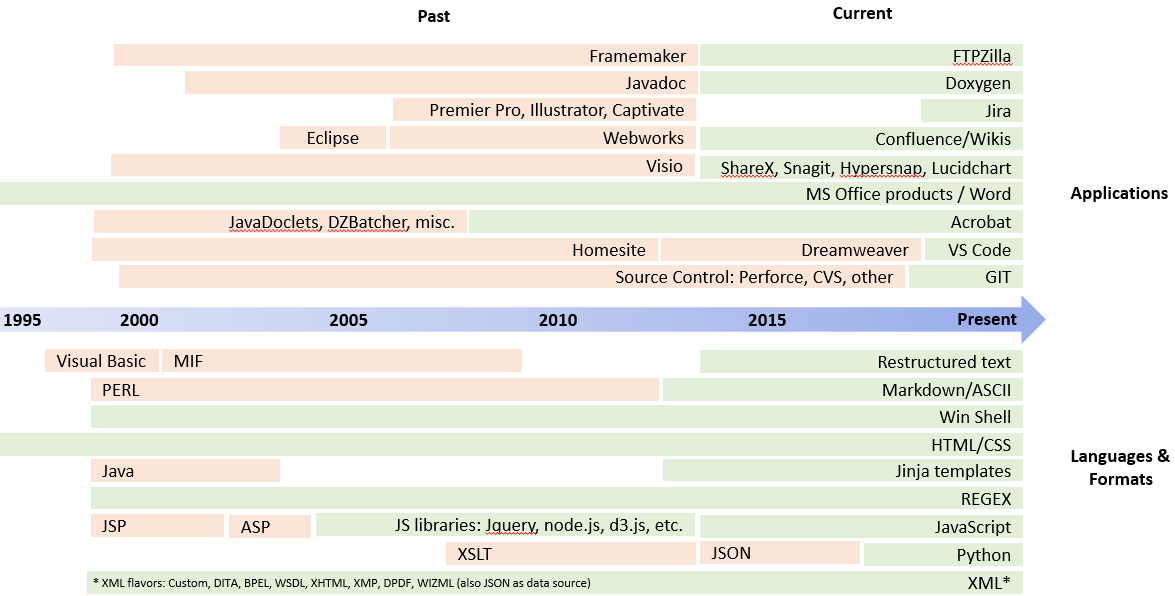 Past Current
Framemaker FTPZilla
Javadoc Doxygen
Premier Pro, Illustrator, Captivate Jira
Eclipse Webworks Confluence/Wikis
Visio ShareX, Snagit, Hypersnap, Lucidchart
MS Office products / Word
Applications
JavaDoclets, DZBatcher, misc. Acrobat
Homesite Dreamweaver VS Code
Source Control: Perforce, CVS, other GIT
1995 2000 2005 2010 2015 Present
Visual Basic MIF Restructured text
PERL Markdown/ASCII
Win Shell
HTML/CSS
Languages &
Formats
Java Jinja templates
REGEX
JSP ASP JS libraries: Jquery, node.js, d3.js, etc. JavaScript
XSLT JSON Python
* XML flavors: Custom, DITA, BPEL, WSDL, XHTML, XMP, DPDF, WIZML (also JSON as data source) XML*